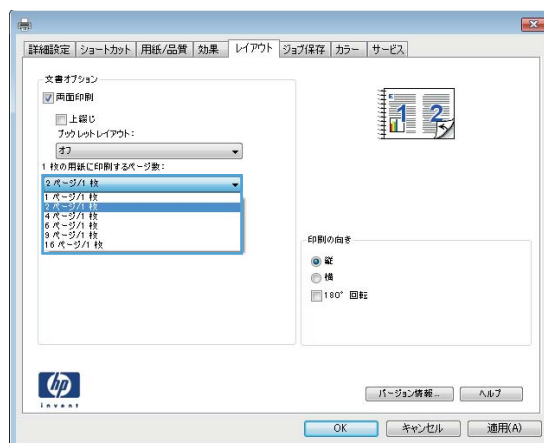 詳細設定 ショートカット 用紙/品質 効果 レイアウト ジョブ保存 カラー サービス
文書オプション
両面印刷
上綴じ
ブックレットレイアウト:
オフ
1 枚の用紙に印刷するページ数:
2 ページ/1 枚
1 ページ/1 枚
2 ページ/1 枚
4 ページ/1 枚
6 ページ/1 枚
9 ページ/1 枚
16 ページ/1 枚
1 2
印刷の向き
縦
横
180° 回転
hp
invent
バージョン情報... ヘルプ
OK キャンセル 適用(A)